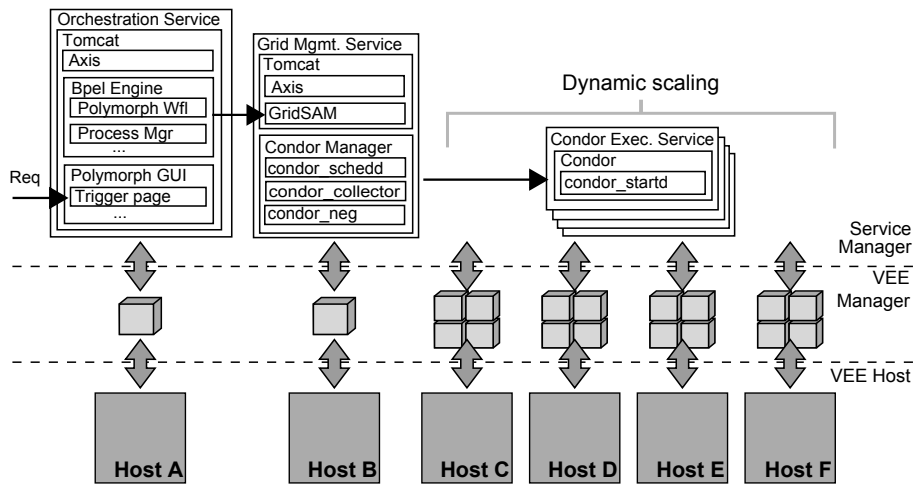 Orchestration Service
Tomcat
Axis
Bpel Engine
Polymorph Wfl
Process Mgr
...
Polymorph GUI
Trigger page
...
Req
Grid Mgmt. Service
Tomcat
Axis
GridSAM
Condor Manager
condor_schedd
condor_collector
condor_neg
Dynamic scaling
Condor Exec. Service
Condor
condor_startd
Service
Manager
VEE
Manager
VEE Host
Host A
Host B
Host C
Host D
Host E
Host F